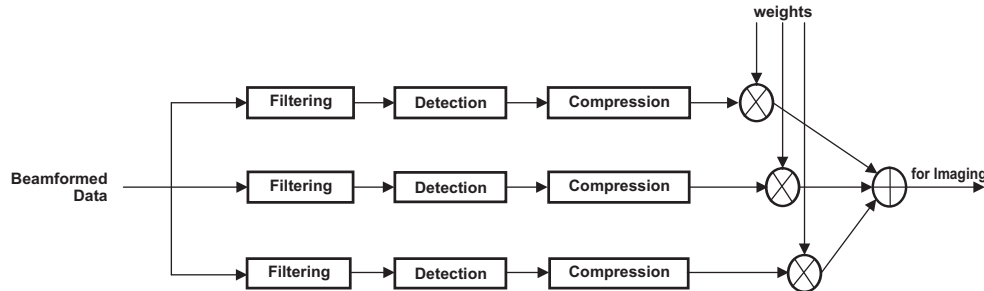 weights
Filtering
Detection
Compression
Beamformed
Data
Filtering
Detection
Compression
for Imaging
Filtering
Detection
Compression